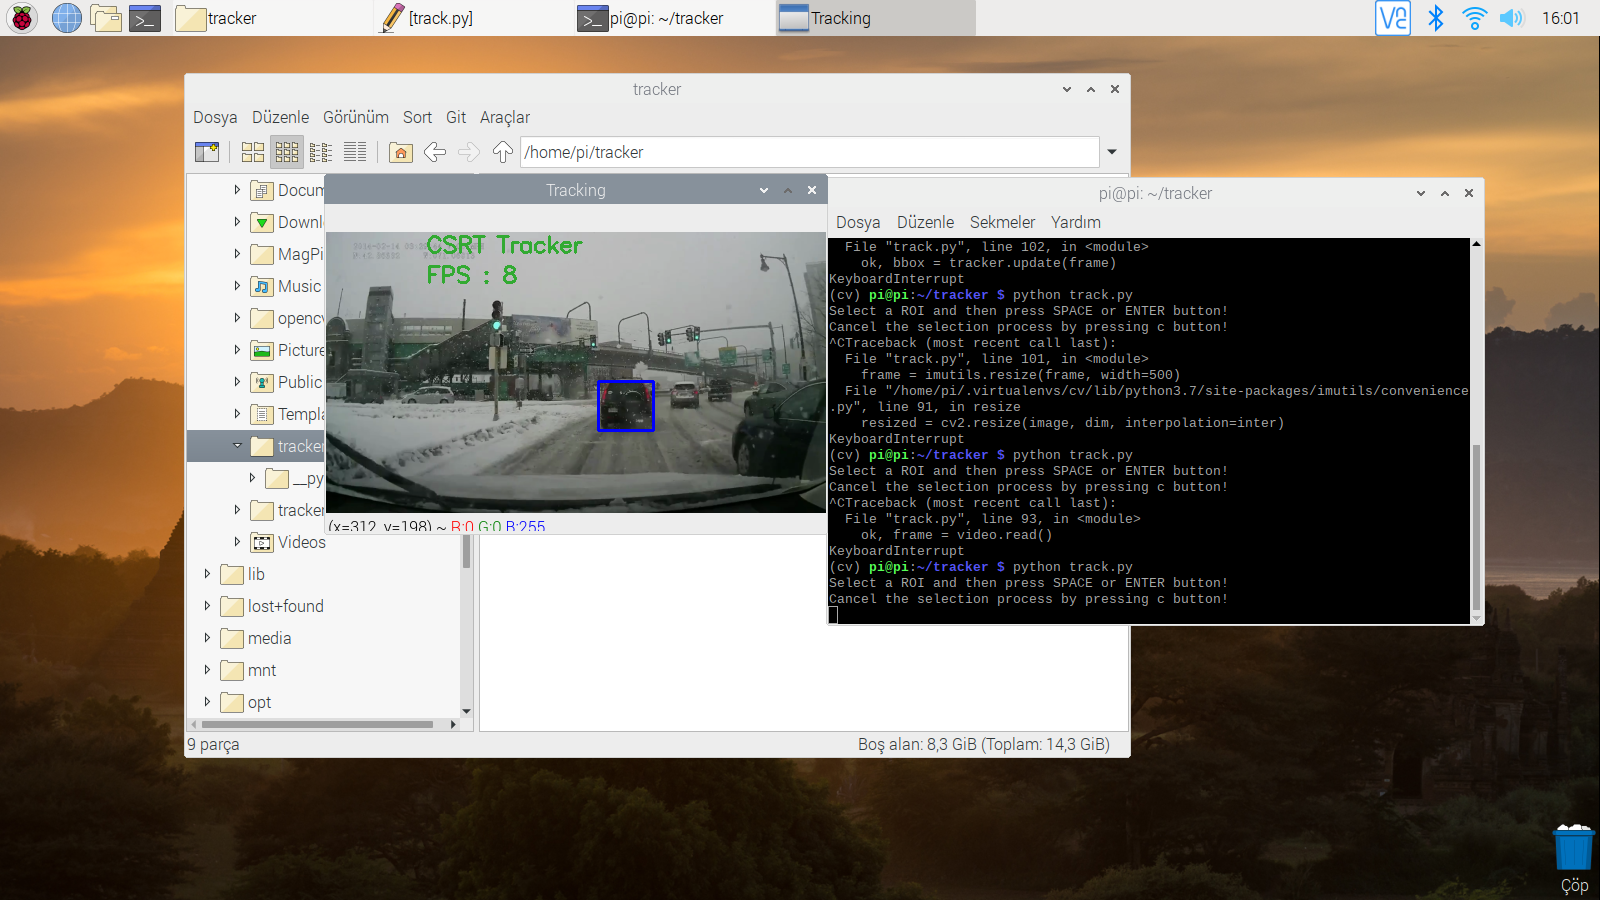 tracker
[track.py]
pi@pi: ~/tracker
Tracking
16:01
tracker
Dosya Düzenle Görünüm Sort Git Araçlar
/home/pi/tracker
Docum
Downl
MagPi
Music
opencv
Picture
Public
Templa
tracker
__py
tracker
Videos
lib
lost+found
media
mnt
opt
9 parça
Boş alan: 8,3 GiB (Toplam: 14,3 GiB)
Tracking
CSRT Tracker
FPS : 8
(x=312, y=198) ~ R:0 G:0 B:255
pi@pi: ~/tracker
Dosya Düzenle Sekmeler Yardım
File "track.py", line 102, in <module>
ok, bbox = tracker.update(frame)
KeyboardInterrupt
(cv) pi@pi:~/tracker $ python track.py
Select a ROI and then press SPACE or ENTER button!
Cancel the selection process by pressing c button!
^CTraceback (most recent call last):
File "track.py", line 101, in <module>
frame = imutils.resize(frame, width=500)
File "/home/pi/.virtualenvs/cv/lib/python3.7/site-packages/imutils/convenience
.py", line 91, in resize
resized = cv2.resize(image, dim, interpolation=inter)
KeyboardInterrupt
(cv) pi@pi:~/tracker $ python track.py
Select a ROI and then press SPACE or ENTER button!
Cancel the selection process by pressing c button!
^CTraceback (most recent call last):
File "track.py", line 93, in <module>
ok, frame = video.read()
KeyboardInterrupt
(cv) pi@pi:~/tracker $ python track.py
Select a ROI and then press SPACE or ENTER button!
Cancel the selection process by pressing c button!
Çöp